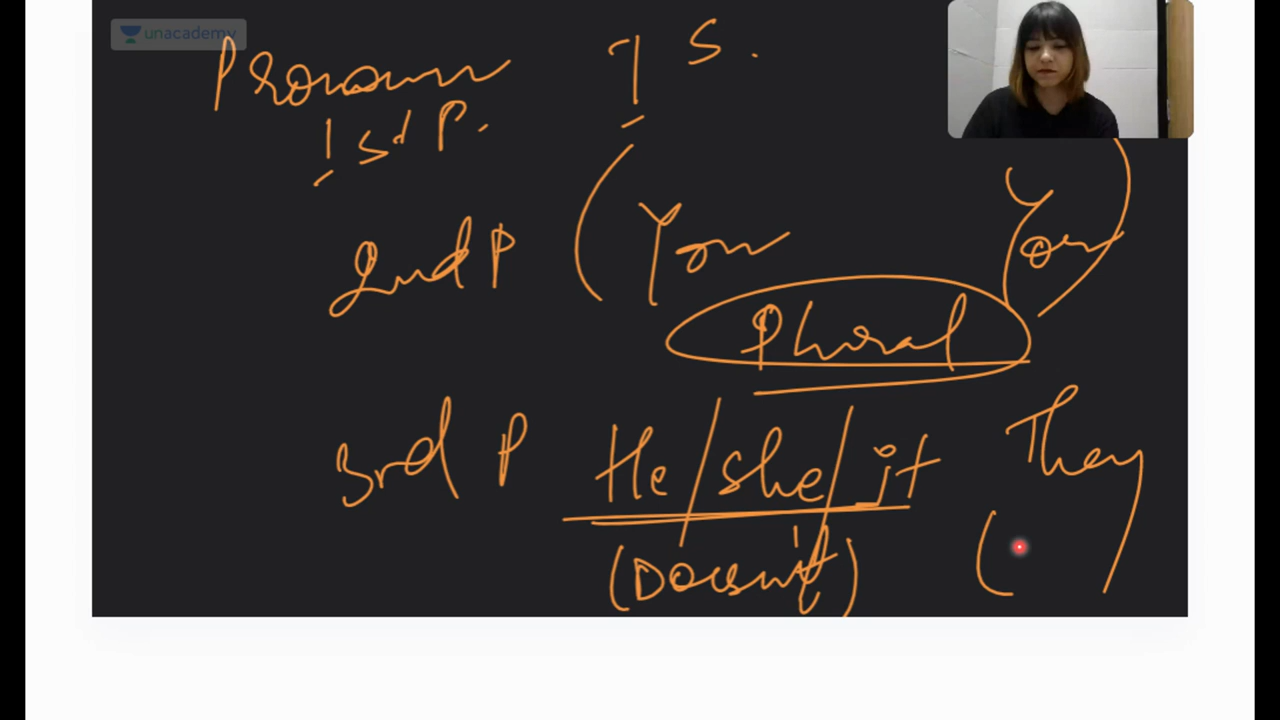 unacademy
Pronoun I S.
1st P.
2nd P (You You)
Plural
3rd P He/she/it They
(Doesn't) (